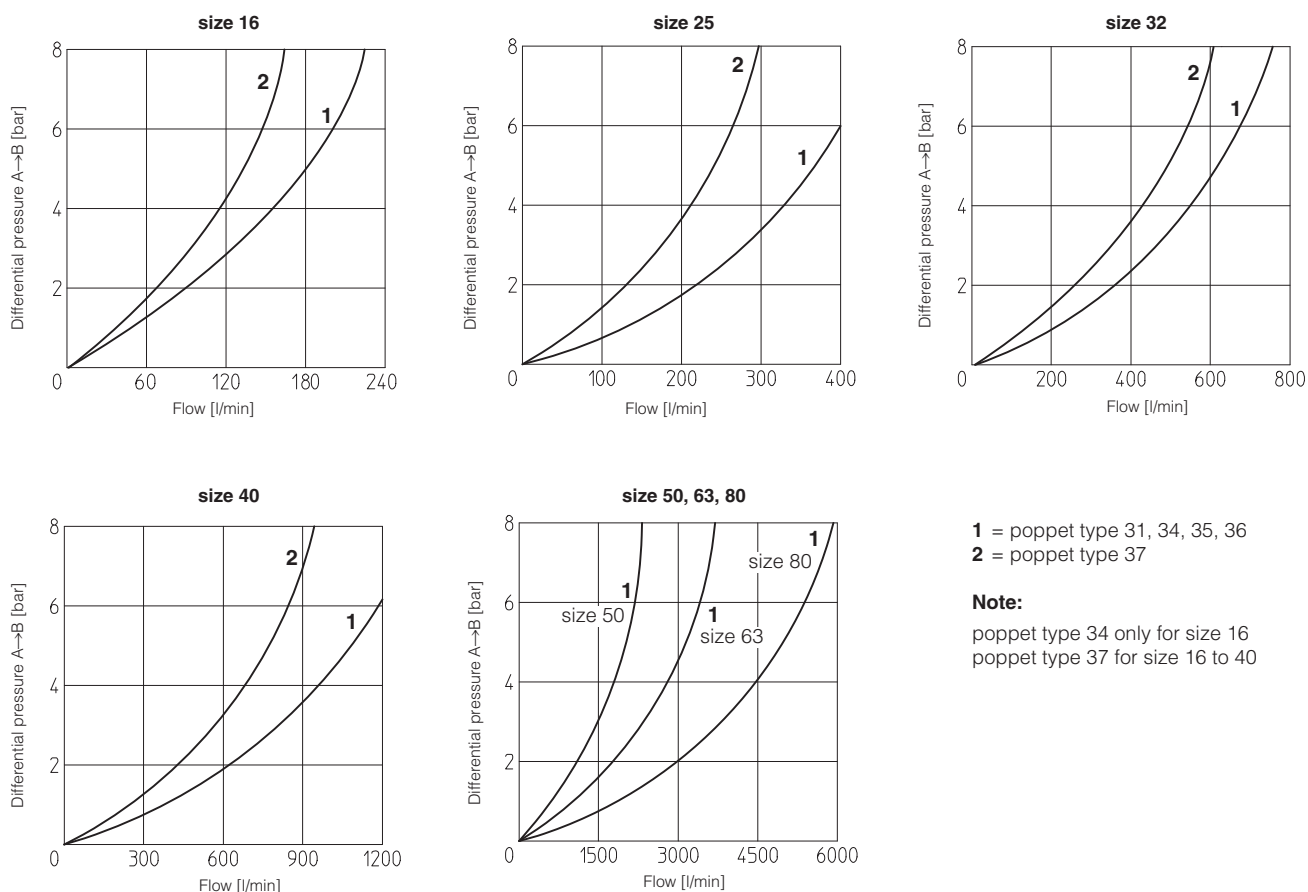 size 16
Differential pressure A→B [bar]
8
6
4
2
0
60
120
180
240
2
1
Flow [l/min]
size 25
Differential pressure A→B [bar]
8
6
4
2
0
100
200
300
400
2
1
Flow [l/min]
size 32
Differential pressure A→B [bar]
8
6
4
2
0
200
400
600
800
2
1
Flow [l/min]
size 40
Differential pressure A→B [bar]
8
6
4
2
0
300
600
900
1200
2
1
Flow [l/min]
size 50, 63, 80
Differential pressure A→B [bar]
8
6
4
2
0
1500
3000
4500
6000
1
size 50
1
size 63
1
size 80
Flow [l/min]
1 = poppet type 31, 34, 35, 36
2 = poppet type 37
Note:
poppet type 34 only for size 16
poppet type 37 for size 16 to 40